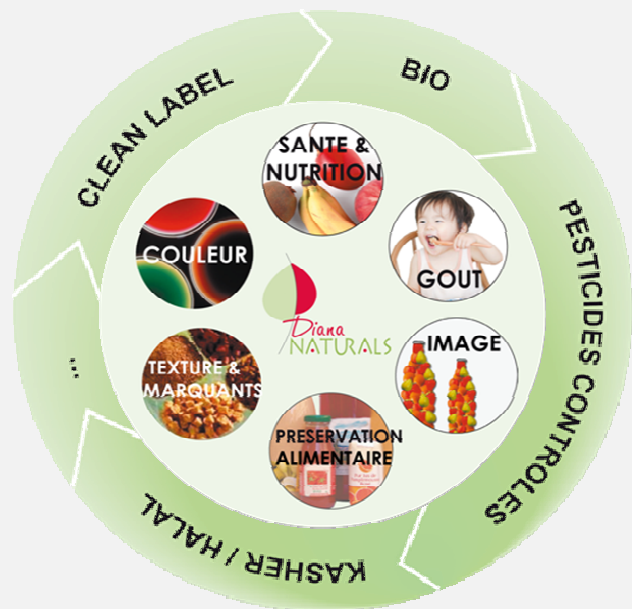 CLEAN LABEL
BIO
PESTICIDES CONTROLES
KASHER / HALAL
...
SANTE &
NUTRITION
GOUT
IMAGE
PRESERVATION
ALIMENTAIRE
TEXTURE &
MARQUANTS
COULEUR
Diana
NATURALS